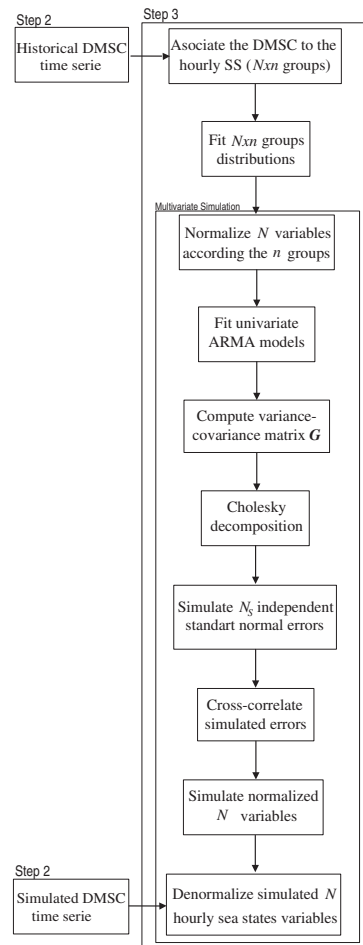 Step 2
Step 3
Historical DMSC
time serie
Asociate the DMSC to the
hourly SS (Nxn groups)
Fit Nxn groups
distributions
Multivariate Simulation
Normalize N variables
according the n groups
Fit univariate
ARMA models
Compute variance-
covariance matrix G
Cholesky
decomposition
Simulate NS independent
standart normal errors
Cross-correlate
simulated errors
Simulate normalized
N variables
Step 2
Simulated DMSC
time serie
Denormalize simulated N
hourly sea states variables